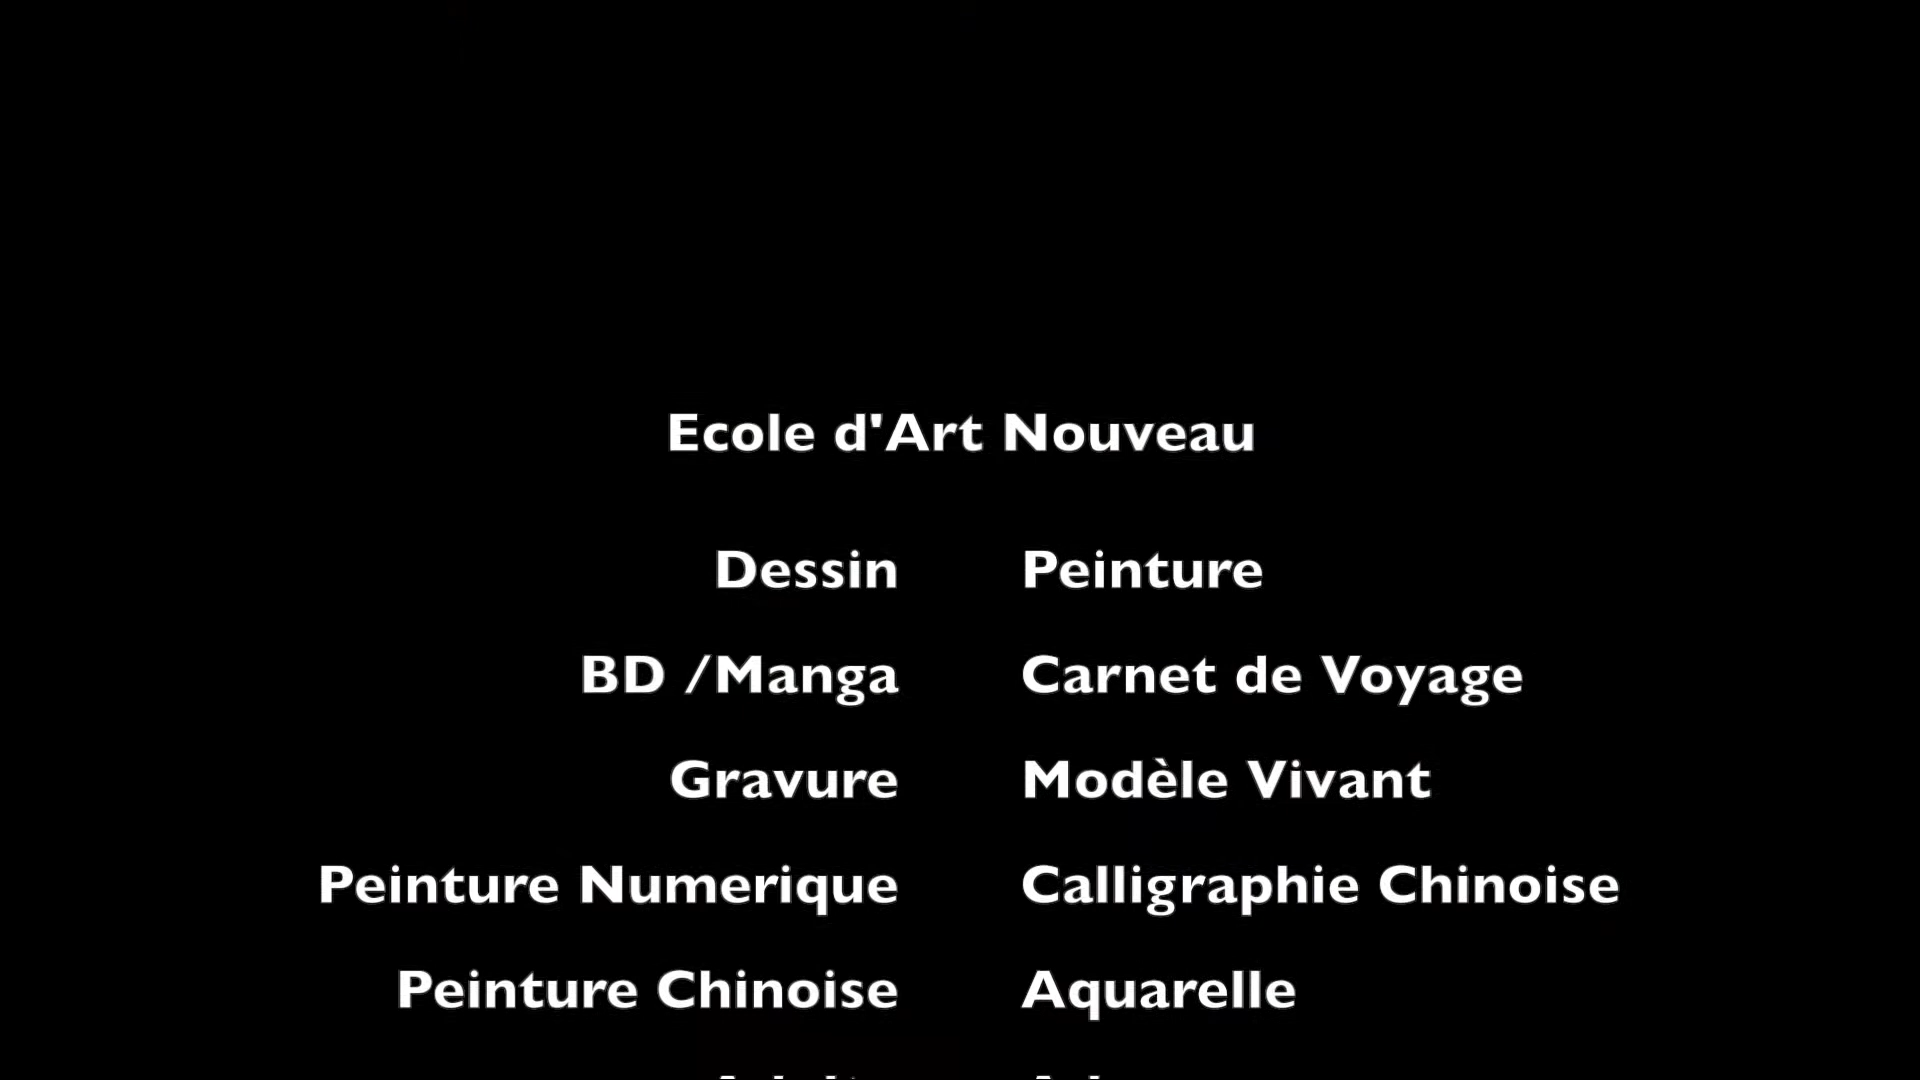 Ecole d'Art Nouveau
Dessin Peinture
BD /Manga Carnet de Voyage
Gravure Modèle Vivant
Peinture Numerique Calligraphie Chinoise
Peinture Chinoise Aquarelle